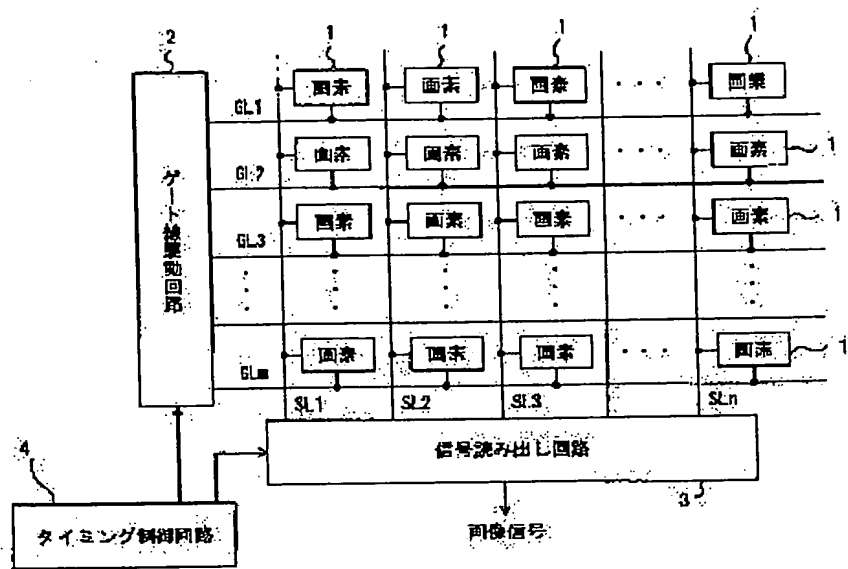 2 1 1 1 1
画素 画素 画素 ・・・ 画素
GL1
画素 画素 画素 画素 1
GL2
画素 画素 画素 ・・・ 画素 1
GL3
ゲート線駆動回路
画素 画素 画素 ・・・ 画素 1
GLm
SL1 SL2 SL3 SLn
信号読み出し回路
4
3
タイミング制御回路
画像信号